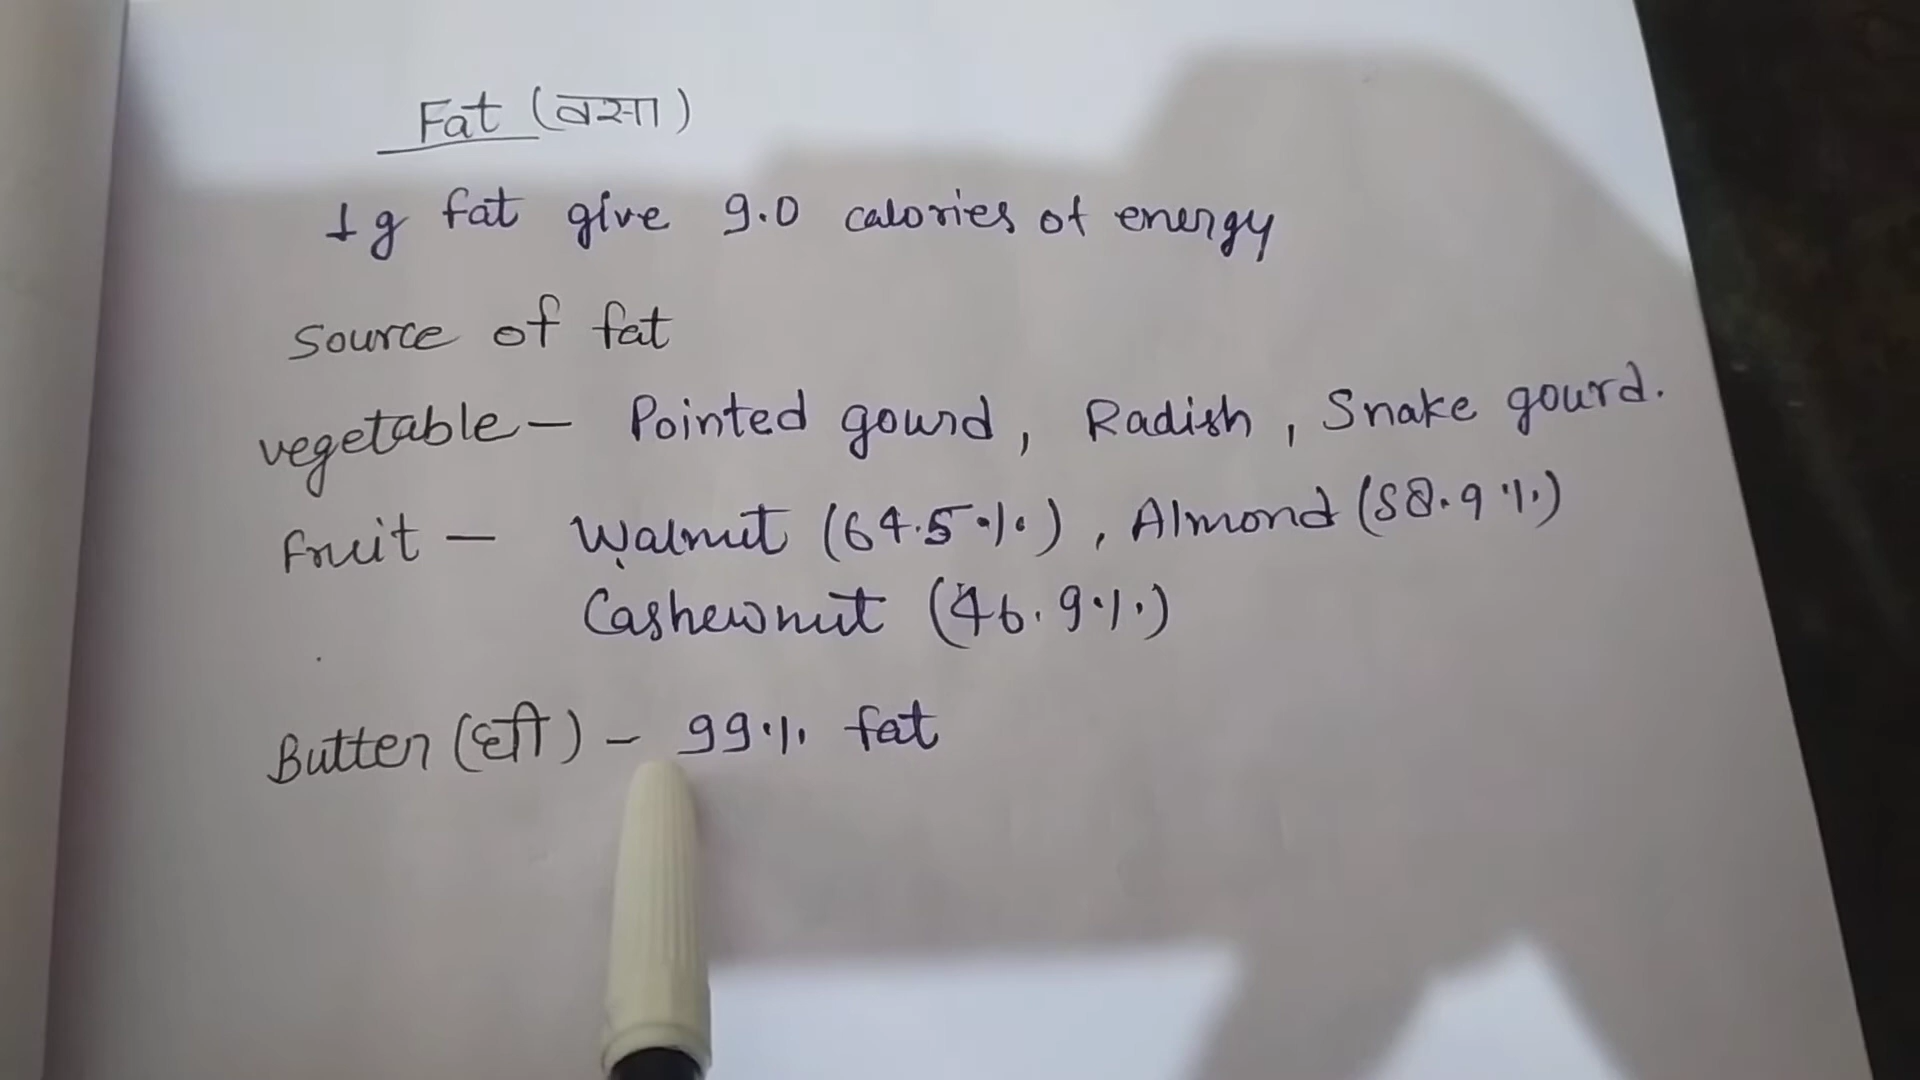 Fat (वसा)
1g fat give 9.0 calories of energy
Source of fat
vegetable - Pointed gourd, Radish, Snake gourd.
fruit - Walnut (64.5%), Almond (58.9%)
Cashewnut (46.9%)
Butter (घी) - 99% fat